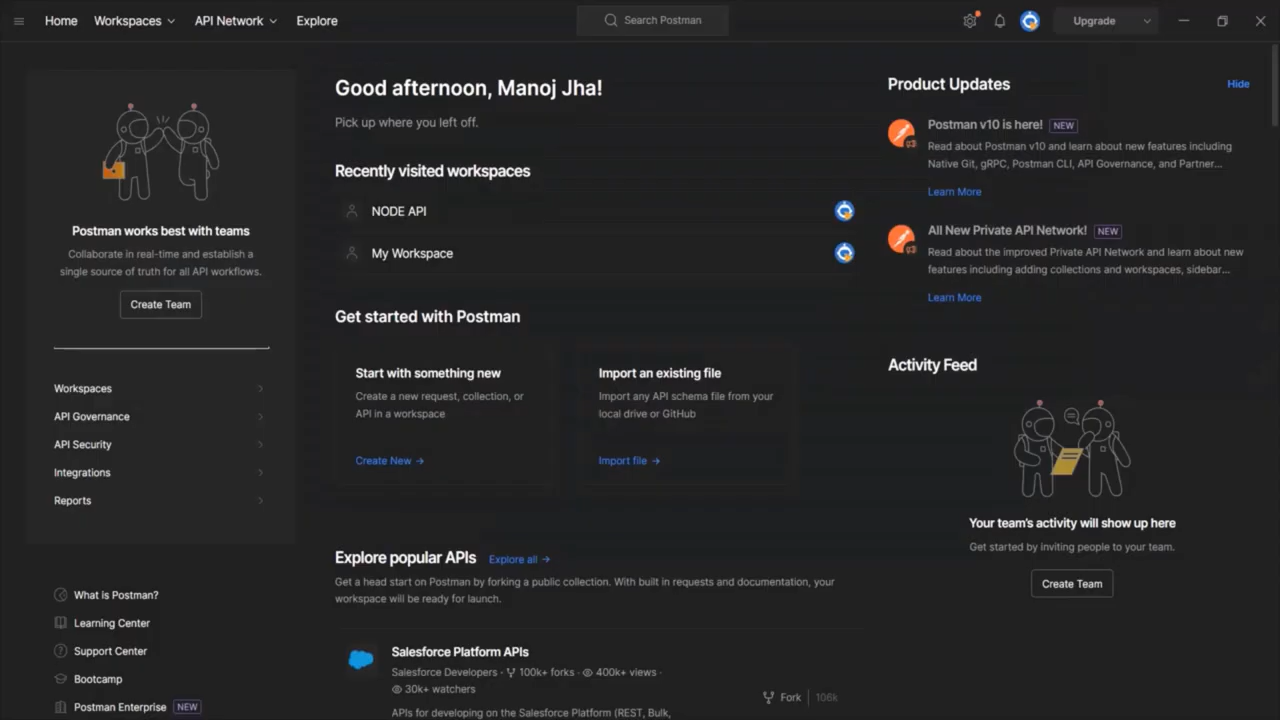 Home Workspaces API Network Explore Search Postman Upgrade
Postman works best with teams
Collaborate in real-time and establish a
single source of truth for all API workflows.
Create Team
Workspaces
API Governance
API Security
Integrations
Reports
What is Postman?
Learning Center
Support Center
Bootcamp
Postman Enterprise NEW
Good afternoon, Manoj Jha!
Pick up where you left off.
Recently visited workspaces
NODE API
My Workspace
Get started with Postman
Start with something new
Create a new request, collection, or
API in a workspace
Create New →
Import an existing file
Import any API schema file from your
local drive or GitHub
Import file →
Explore popular APIs Explore all →
Get a head start on Postman by forking a public collection. With built in requests and documentation, your
workspace will be ready for launch.
Salesforce Platform APIs
Salesforce Developers · 100k+ forks · 400k+ views ·
30k+ watchers
APIs for developing on the Salesforce Platform (REST, Bulk,
Fork 106k
Product Updates Hide
Postman v10 is here! NEW
Read about Postman v10 and learn about new features including
Native Git, gRPC, Postman CLI, API Governance, and Partner...
Learn More
All New Private API Network! NEW
Read about the improved Private API Network and learn about new
features including adding collections and workspaces, sidebar...
Learn More
Activity Feed
Your team's activity will show up here
Get started by inviting people to your team.
Create Team